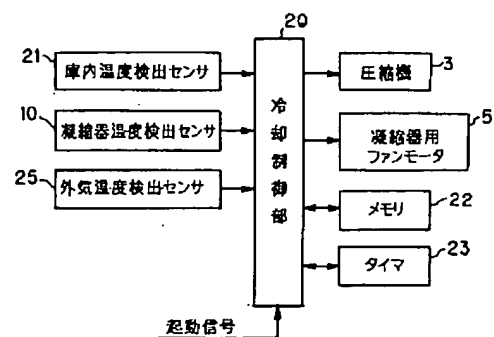 20
21
庫内温度検出センサ
10
凝縮器温度検出センサ
25
外気温度検出センサ
冷却制御部
圧縮機
3
凝縮器用
ファンモータ
5
メモリ
22
タイマ
23
起動信号